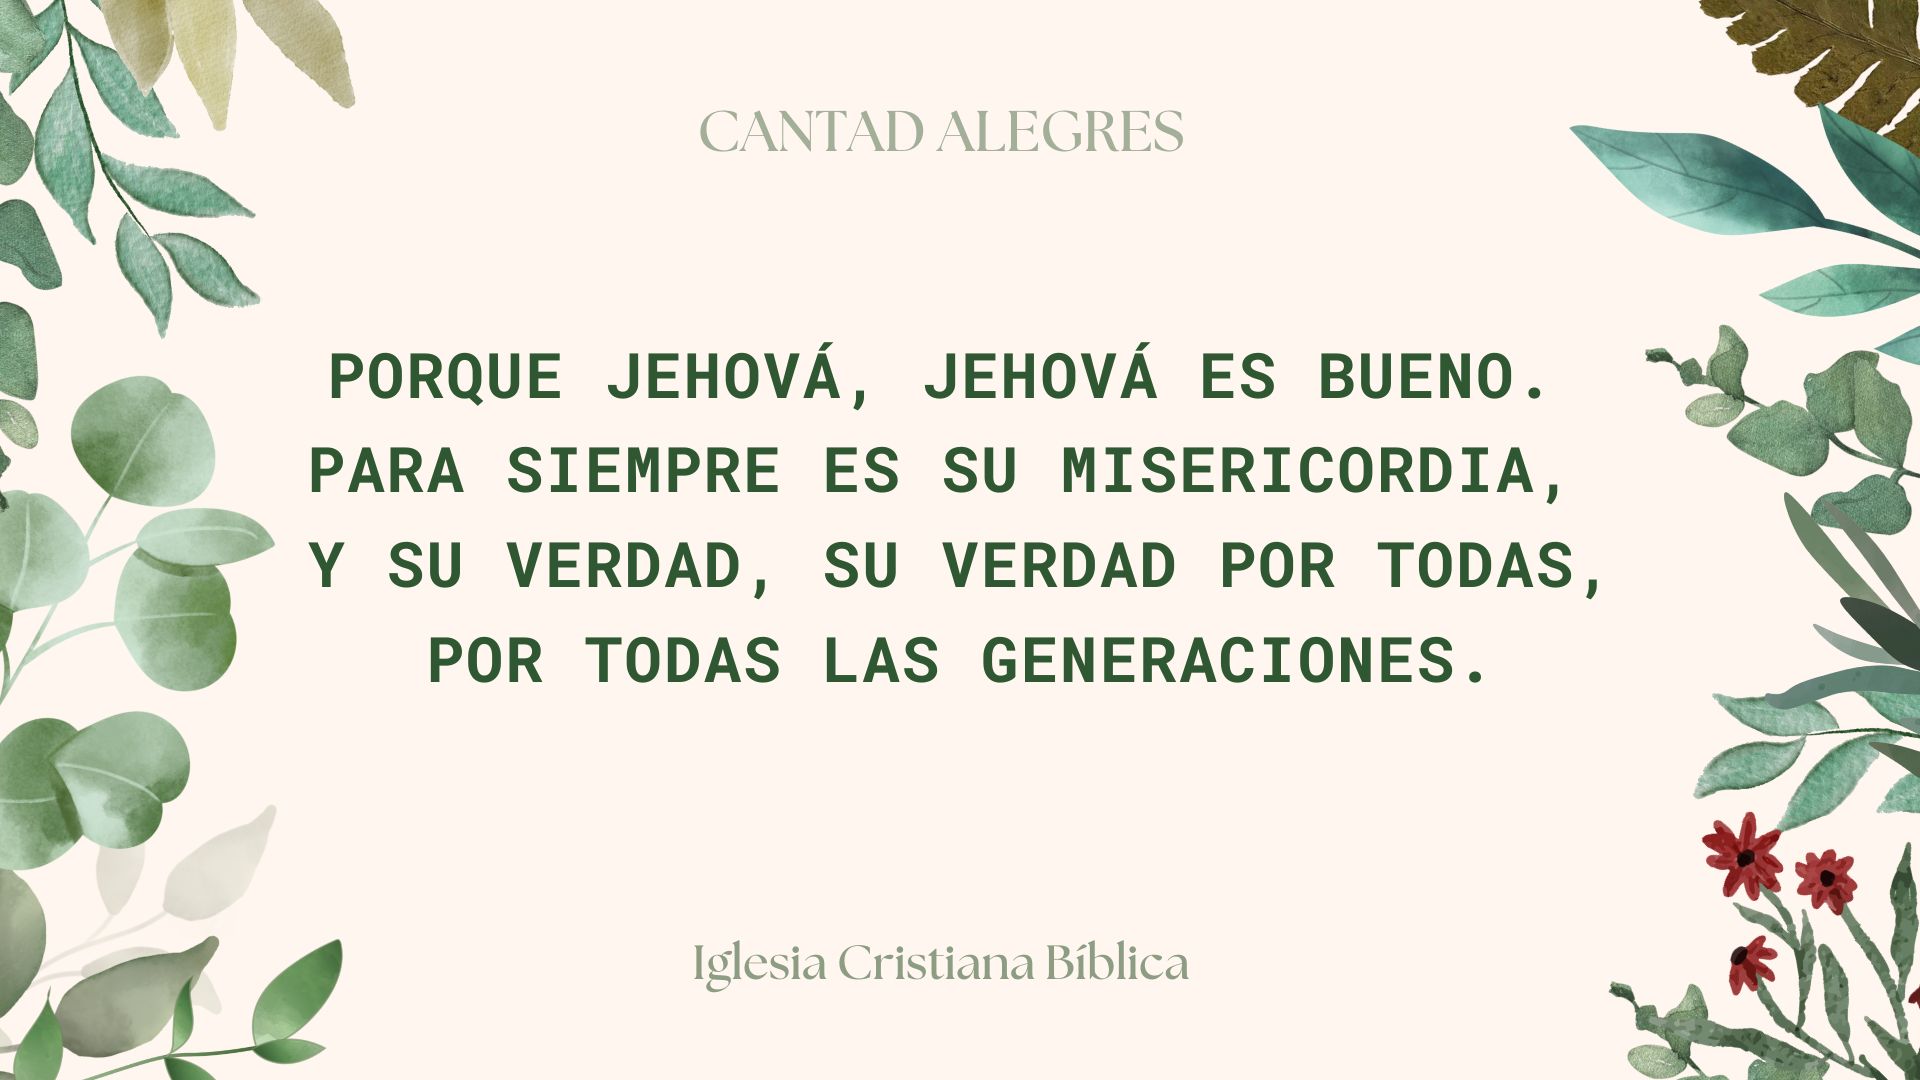 CANTAD ALEGRES
PORQUE JEHOVÁ, JEHOVÁ ES BUENO.
PARA SIEMPRE ES SU MISERICORDIA,
Y SU VERDAD, SU VERDAD POR TODAS,
POR TODAS LAS GENERACIONES.
Iglesia Cristiana Bíblica